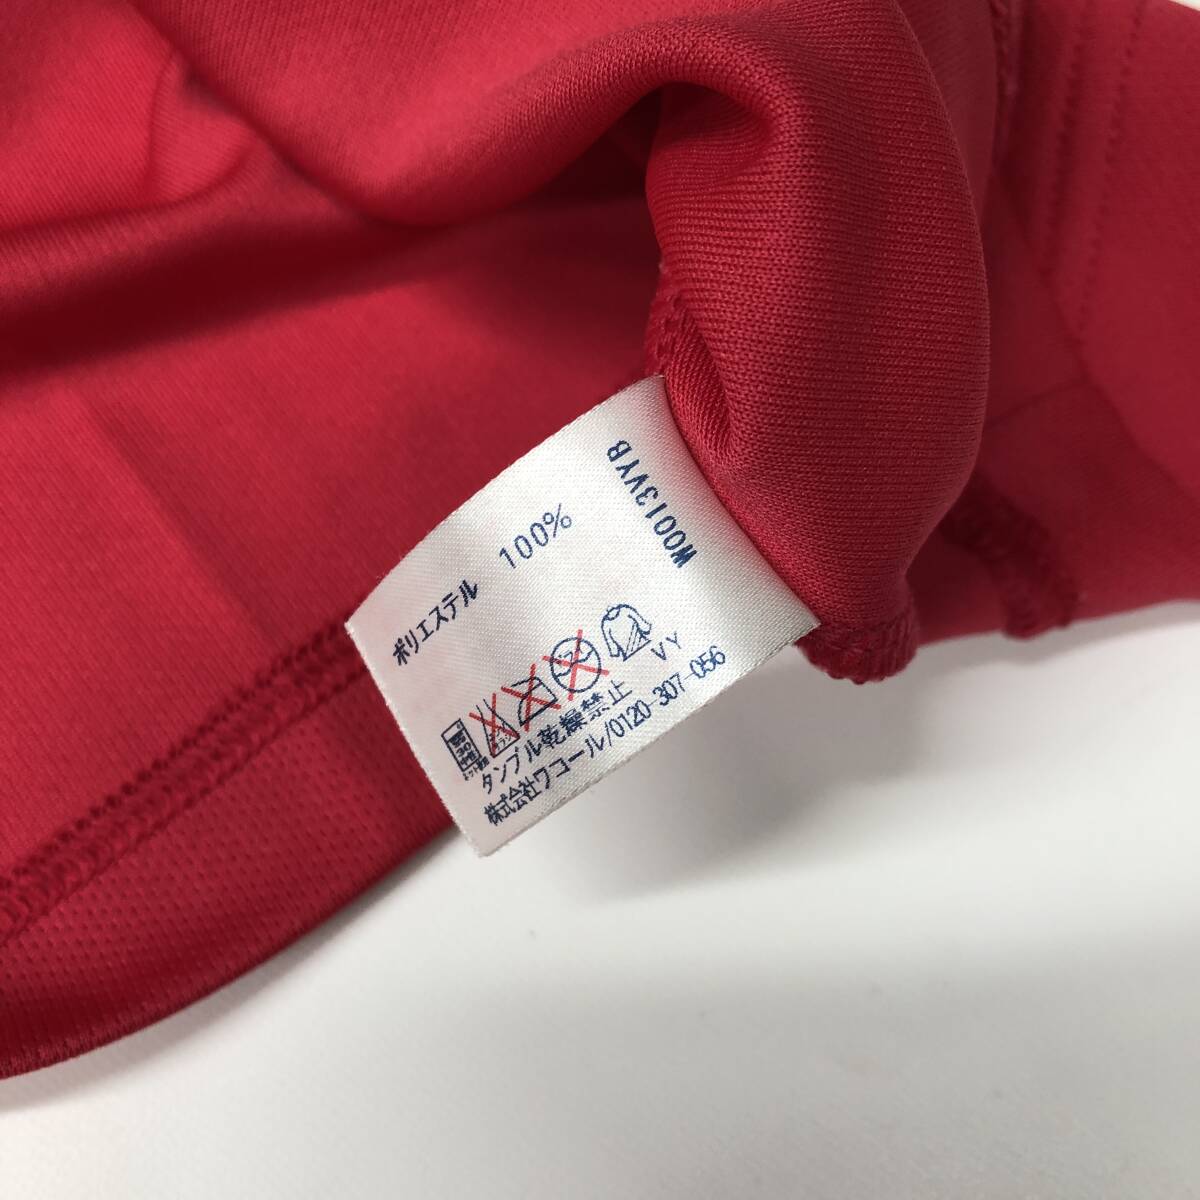 W0013VYB
ポリエステル 100%
30
VY
タンブル乾燥禁止
株式会社ワコール/0120-307-056